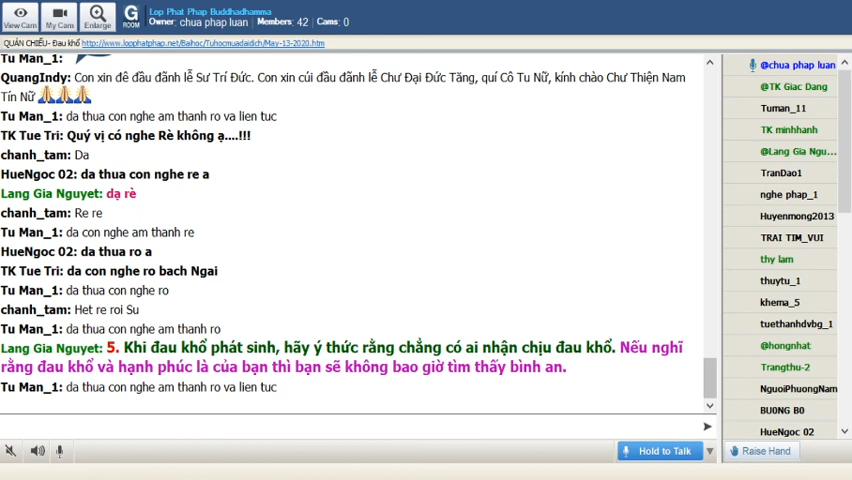 View Cam
My Cam
Enlarge
G
ROOM
Lop Phat Phap Buddhadhamma
Owner: chua phap luan Members: 42 Cams: 0
QUÁN CHIẾU- Đau khổ http://www.lopphatphap.net/Baihoc/Tuhocmuadaidich/May-13-2020.htm
Tu Man_1:
QuangIndy: Con xin đê đầu đãnh lễ Sư Trí Đức. Con xin cúi đầu đãnh lễ Chư Đại Đức Tăng, quí Cô Tu Nữ, kính chào Chư Thiện Nam
Tín Nữ 🙏🙏🙏
Tu Man_1: da thua con nghe am thanh ro va lien tuc
TK Tue Tri: Quý vị có nghe Rè không ạ....!!!
chanh_tam: Da
HueNgoc 02: da thua con nghe re a
Lang Gia Nguyet: dạ rè
chanh_tam: Re re
Tu Man_1: da con nghe am thanh re
HueNgoc 02: da thua ro a
TK Tue Tri: da con nghe ro bach Ngai
Tu Man_1: da thua con nghe ro
chanh_tam: Het re roi Su
Tu Man_1: da thua con nghe am thanh ro
Lang Gia Nguyet: 5. Khi đau khổ phát sinh, hãy ý thức rằng chẳng có ai nhận chịu đau khổ. Nếu nghĩ
rằng đau khổ và hạnh phúc là của bạn thì bạn sẽ không bao giờ tìm thấy bình an.
Tu Man_1: da thua con nghe am thanh ro va lien tuc
Hold to Talk
@chua phap luan
@TK Giac Dang
Tuman_11
TK minhhanh
@Lang Gia Ngu...
TranDao1
nghe phap_1
Huyenmong2013
TRAI TIM_VUI
thy lam
thuytu_1
khema_5
tuethanhdvbg_1
@hongnhat
Trangthu-2
NguoiPhuongNam
BUONG BO
HueNgoc 02
Raise Hand